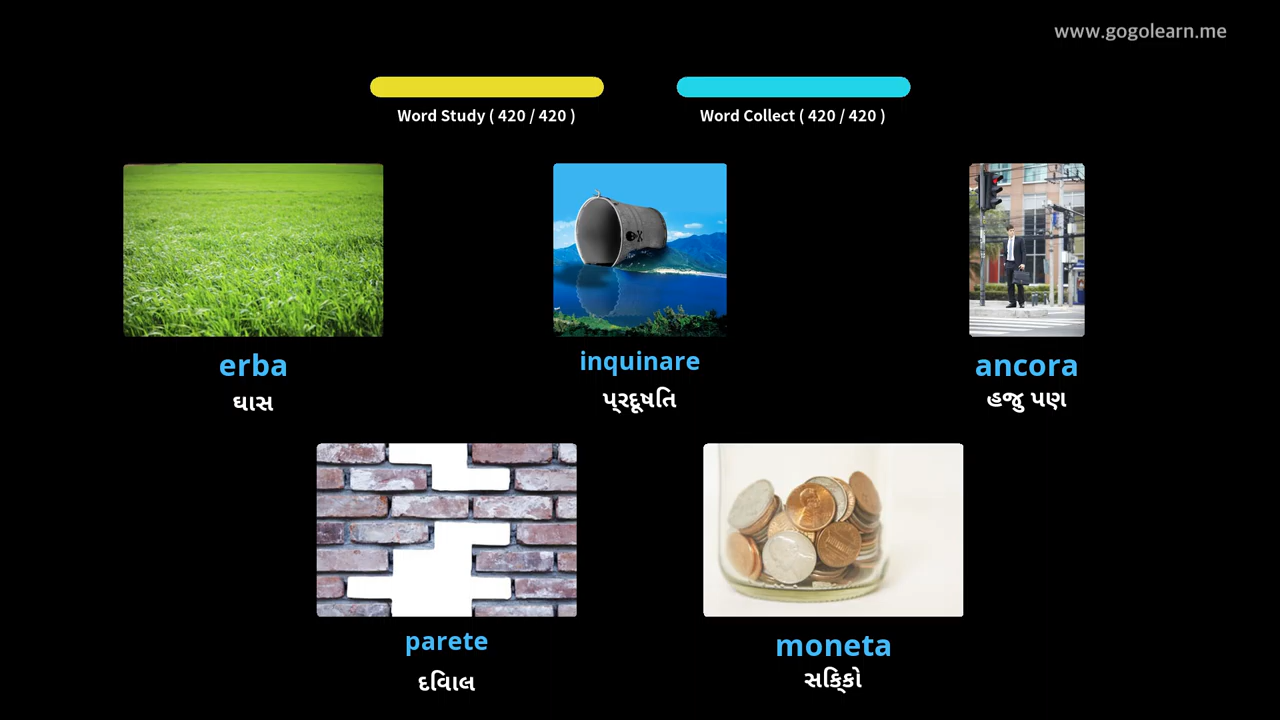 www.gogolearn.me
Word Study ( 420 / 420 )
Word Collect ( 420 / 420 )
erba
ઘાસ
inquinare
પ્રદૂષિત
ancora
હજુ પણ
parete
દિવાલ
moneta
સિક્કો